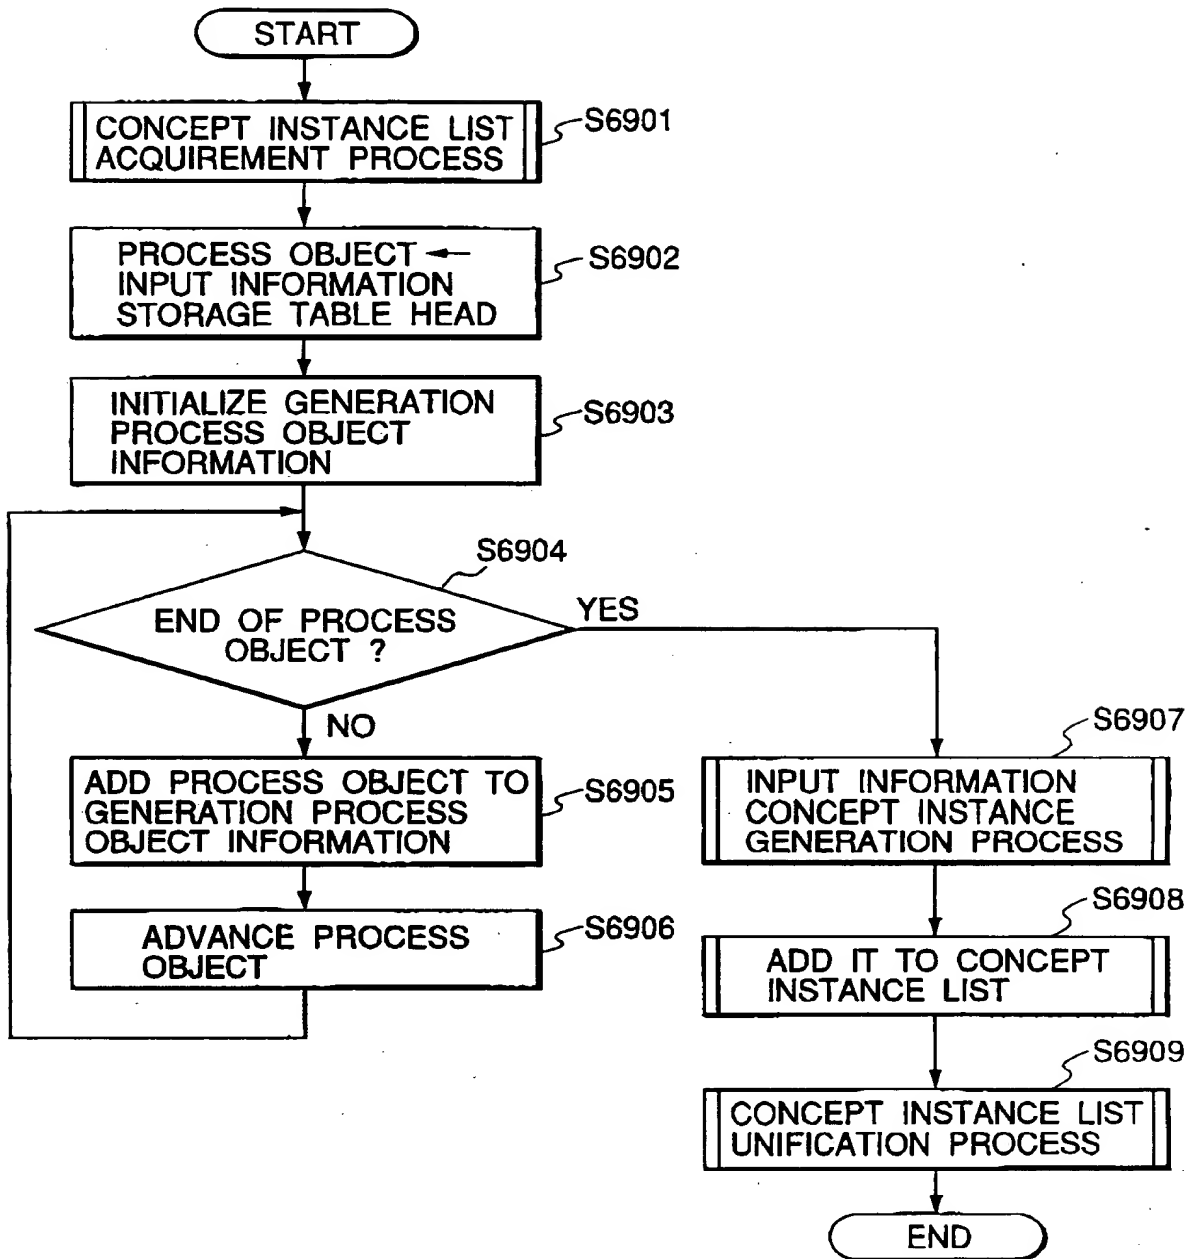 START
CONCEPT INSTANCE LIST
ACQUIREMENT PROCESS
S6901
PROCESS OBJECT ←
INPUT INFORMATION
STORAGE TABLE HEAD
S6902
INITIALIZE GENERATION
PROCESS OBJECT
INFORMATION
S6903
S6904
END OF PROCESS
OBJECT ?
YES
NO
ADD PROCESS OBJECT TO
GENERATION PROCESS
OBJECT INFORMATION
S6905
ADVANCE PROCESS
OBJECT
S6906
S6907
INPUT INFORMATION
CONCEPT INSTANCE
GENERATION PROCESS
S6908
ADD IT TO CONCEPT
INSTANCE LIST
S6909
CONCEPT INSTANCE LIST
UNIFICATION PROCESS
END